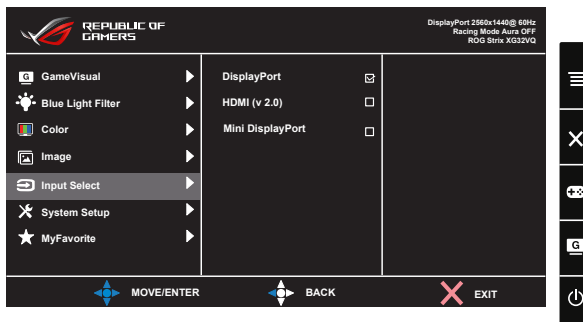 REPUBLIC OF
GAMERS
DisplayPort 2560x1440@ 60Hz
Racing Mode Aura OFF
ROG Strix XG32VQ
G GameVisual
Blue Light Filter
Color
Image
Input Select
System Setup
MyFavorite
DisplayPort
HDMI (v 2.0)
Mini DisplayPort
MOVE/ENTER
BACK
EXIT
G